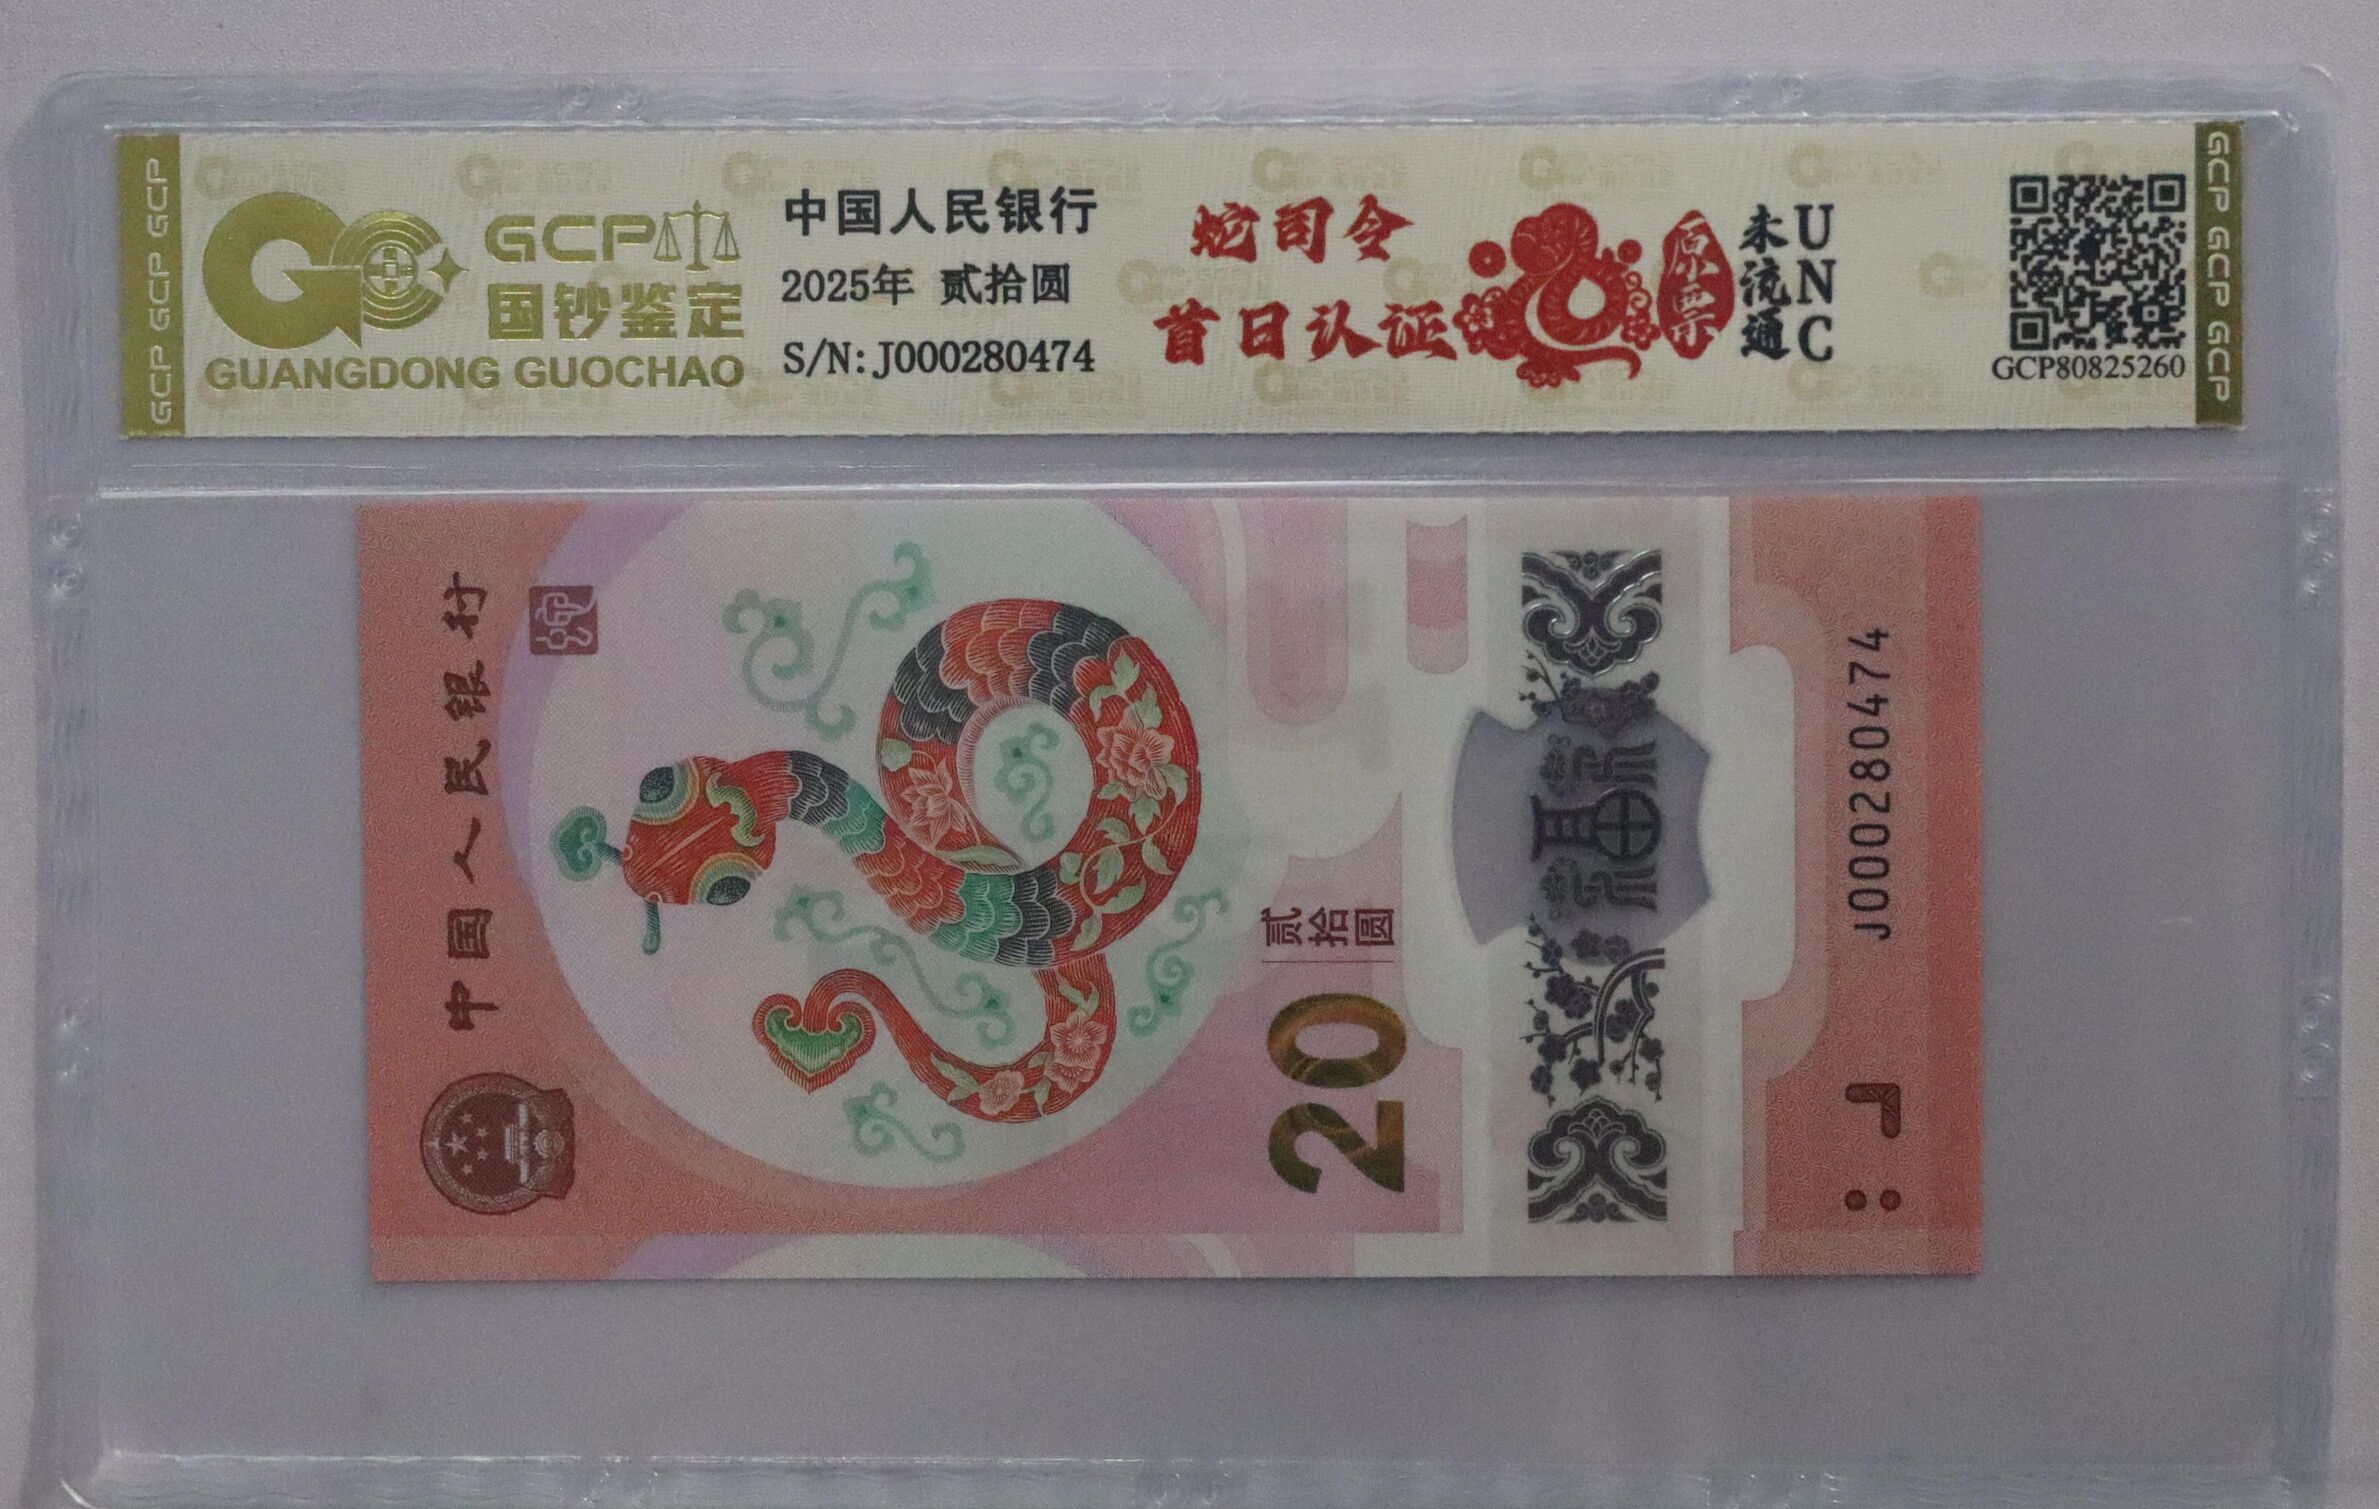 GCP GCP GCP
GCP
国钞鉴定
GUANGDONG GUOCHAO
中国人民银行
2025年 贰拾圆
S/N: J000280474
蛇司令
首日认证
原票
未流通
UNC
GCP80825260
GCP GCP GCP
中国人民银行
贰拾圆
20
福
J000280474